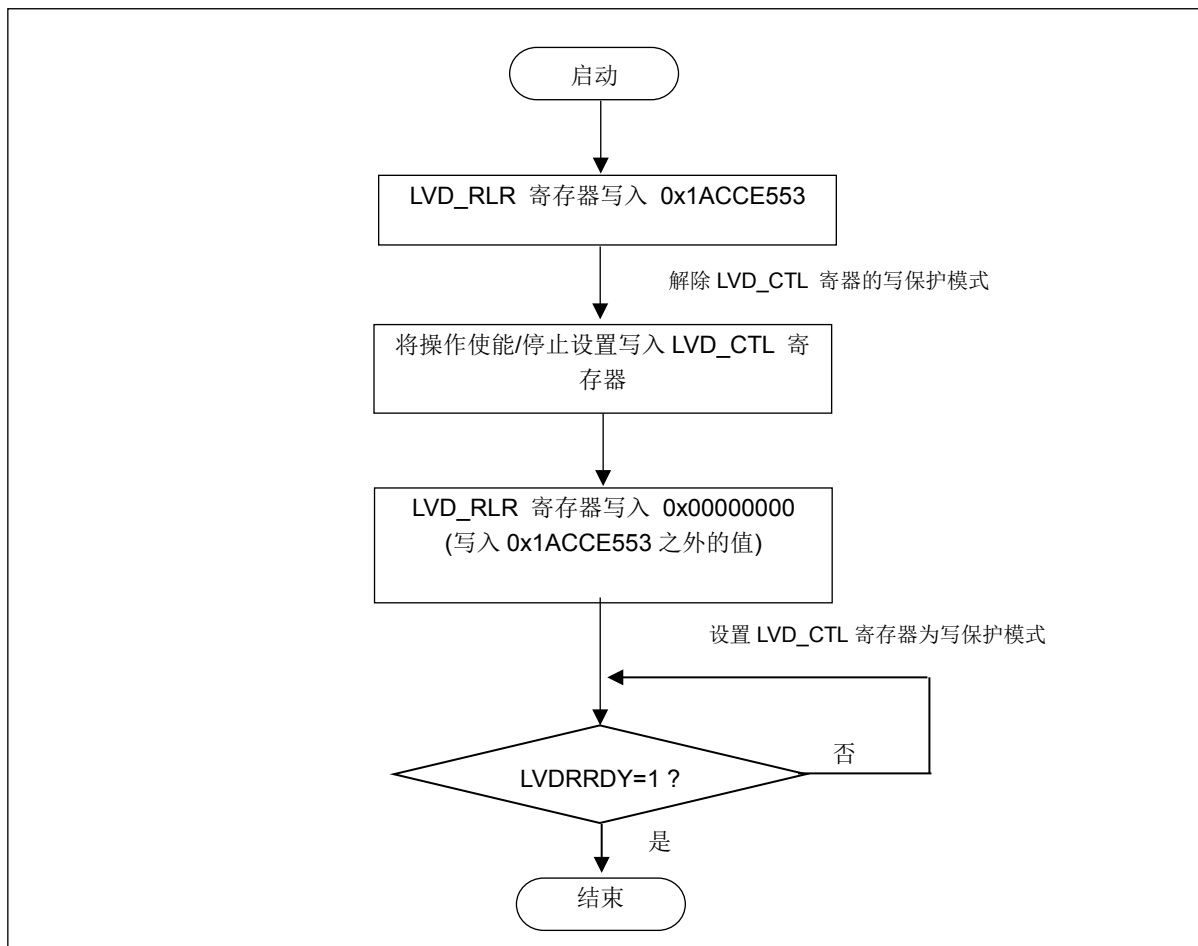 启动
LVD_RLR 寄存器写入 0x1ACCE553
解除 LVD_CTL 寄器的写保护模式
将操作使能/停止设置写入 LVD_CTL 寄
存器
LVD_RLR 寄存器写入 0x00000000
(写入 0x1ACCE553 之外的值)
设置 LVD_CTL 寄存器为写保护模式
否
LVDRRDY=1 ?
是
结束